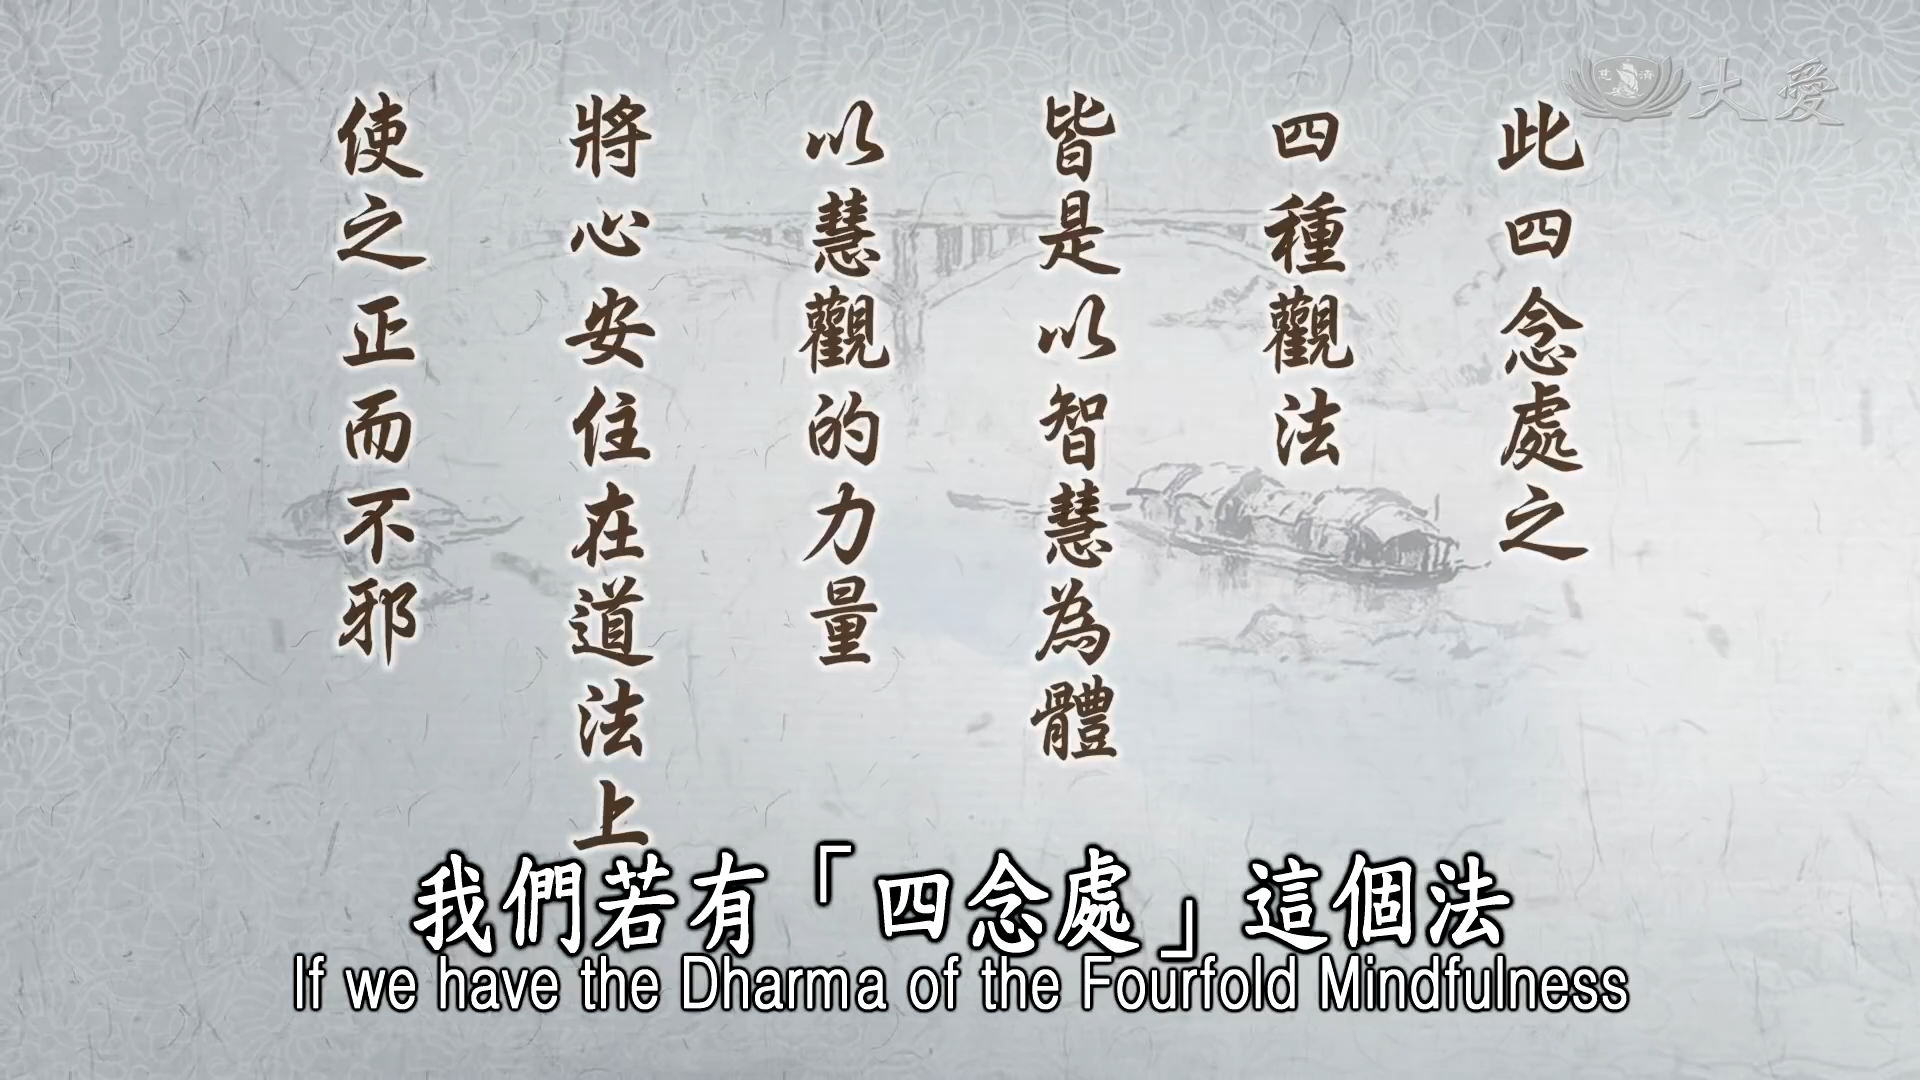 此四念處之
四種觀法
皆是以智慧為體
以慧觀的力量
將心安住在道法上
使之正而不邪
大愛
慈濟
我們若有「四念處」這個法
If we have the Dharma of the Fourfold Mindfulness